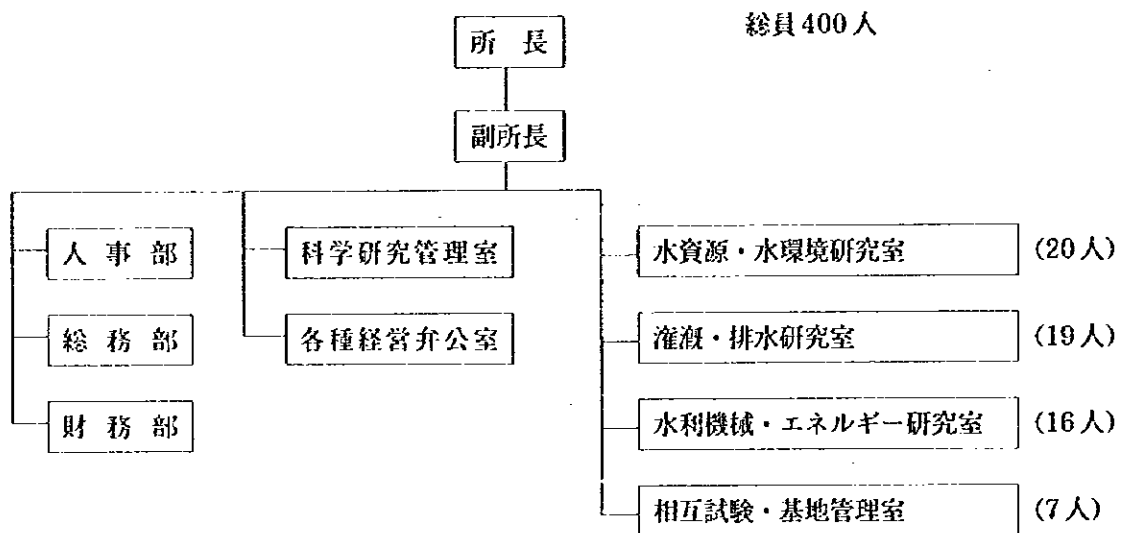 総員400人
所長
副所長
人事部
総務部
財務部
科学研究管理室
各種経営弁公室
水資源・水環境研究室 (20人)
灌漑・排水研究室 (19人)
水利機械・エネルギー研究室 (16人)
相互試験・基地管理室 (7人)